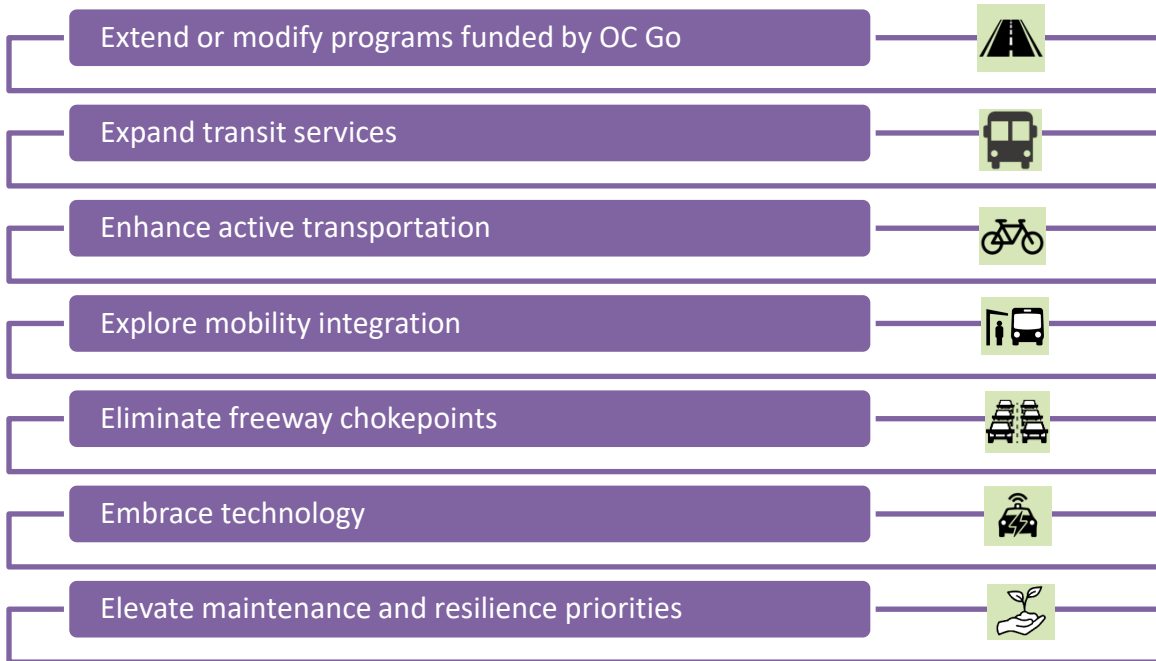 Extend or modify programs funded by OC Go
Expand transit services
Enhance active transportation
Explore mobility integration
Eliminate freeway chokepoints
Embrace technology
Elevate maintenance and resilience priorities